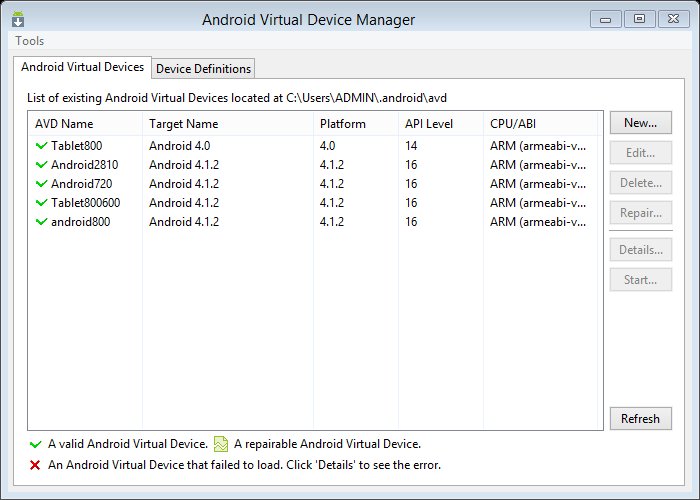 Android Virtual Device Manager
Tools
Android Virtual Devices Device Definitions
List of existing Android Virtual Devices located at C:\Users\ADMIN\.android\avd
AVD Name Target Name Platform API Level CPU/ABI
Tablet800 Android 4.0 4.0 14 ARM (armeabi-v...
Android2810 Android 4.1.2 4.1.2 16 ARM (armeabi-v...
Android720 Android 4.1.2 4.1.2 16 ARM (armeabi-v...
Tablet800600 Android 4.1.2 4.1.2 16 ARM (armeabi-v...
android800 Android 4.1.2 4.1.2 16 ARM (armeabi-v...
New...
Edit...
Delete...
Repair...
Details...
Start...
Refresh
A valid Android Virtual Device. A repairable Android Virtual Device.
An Android Virtual Device that failed to load. Click 'Details' to see the error.